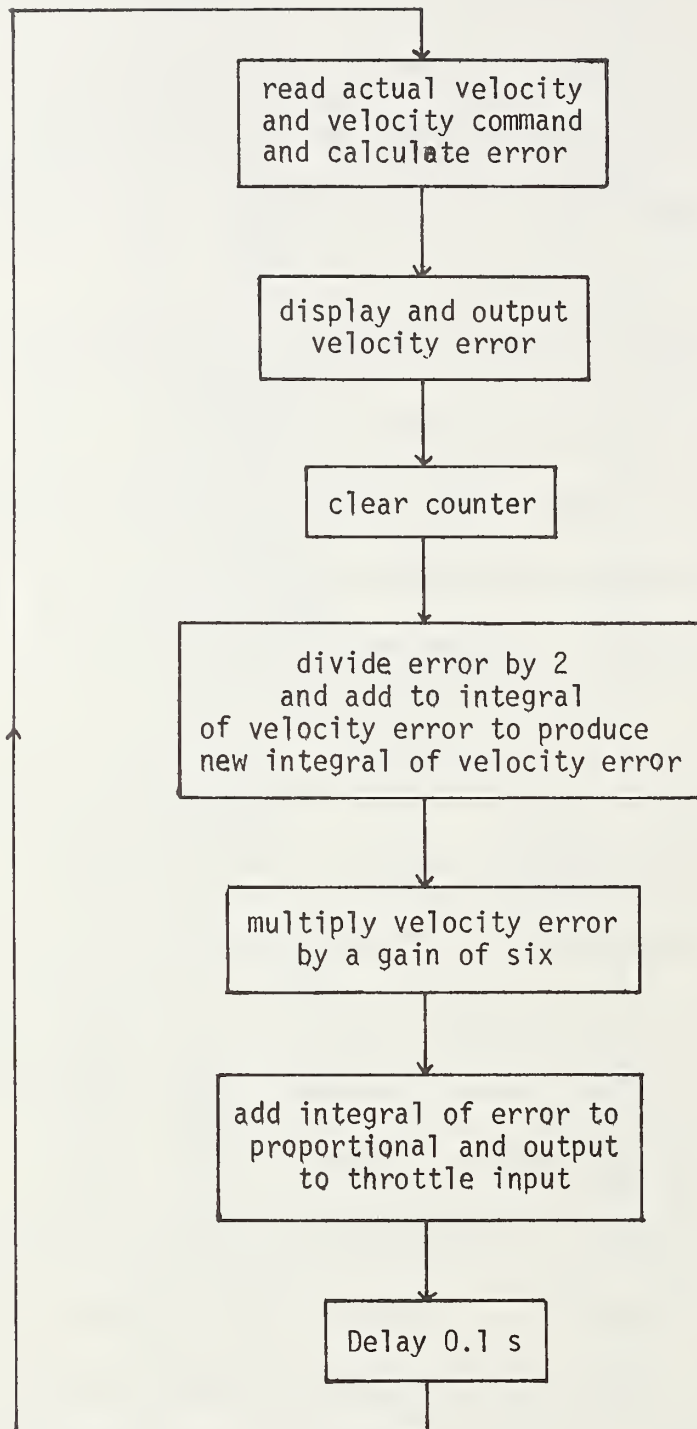 read actual velocity
and velocity command
and calculate error
display and output
velocity error
clear counter
divide error by 2
and add to integral
of velocity error to produce
new integral of velocity error
multiply velocity error
by a gain of six
add integral of error to
proportional and output
to throttle input
Delay 0.1 s